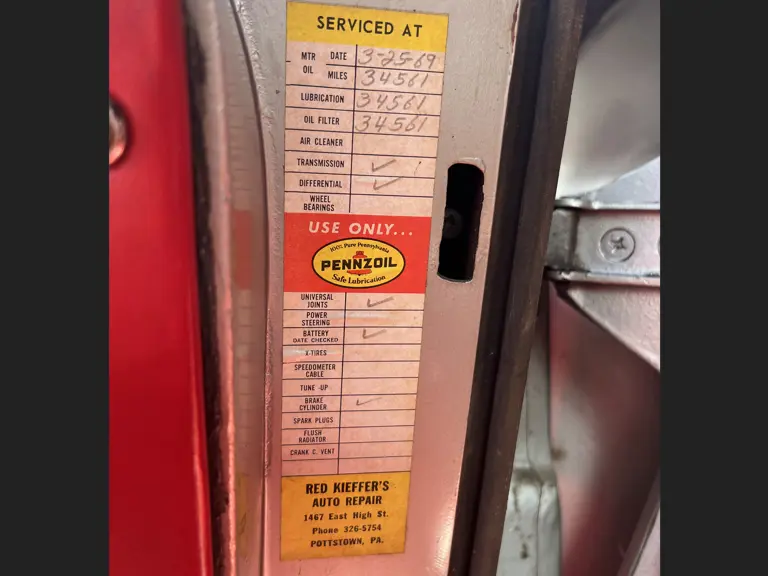 SERVICED AT
MTR OIL DATE 3-25-69
MILES 34561
LUBRICATION 34561
OIL FILTER 34561
AIR CLEANER
TRANSMISSION ✓
DIFFERENTIAL ✓
WHEEL
BEARINGS
USE ONLY...
100% Pure Pennsylvania
PENNZOIL
Safe Lubrication
UNIVERSAL
JOINTS ✓
POWER
STEERING
BATTERY ✓
DATE CHECKED
X-TIRES
SPEEDOMETER
CABLE
TUNE-UP
BRAKE
CYLINDER ✓
SPARK PLUGS
FLUSH
RADIATOR
CRANK C. VENT
RED KIEFFER'S
AUTO REPAIR
1467 East High St.
Phone 326-5754
POTTSTOWN, PA.